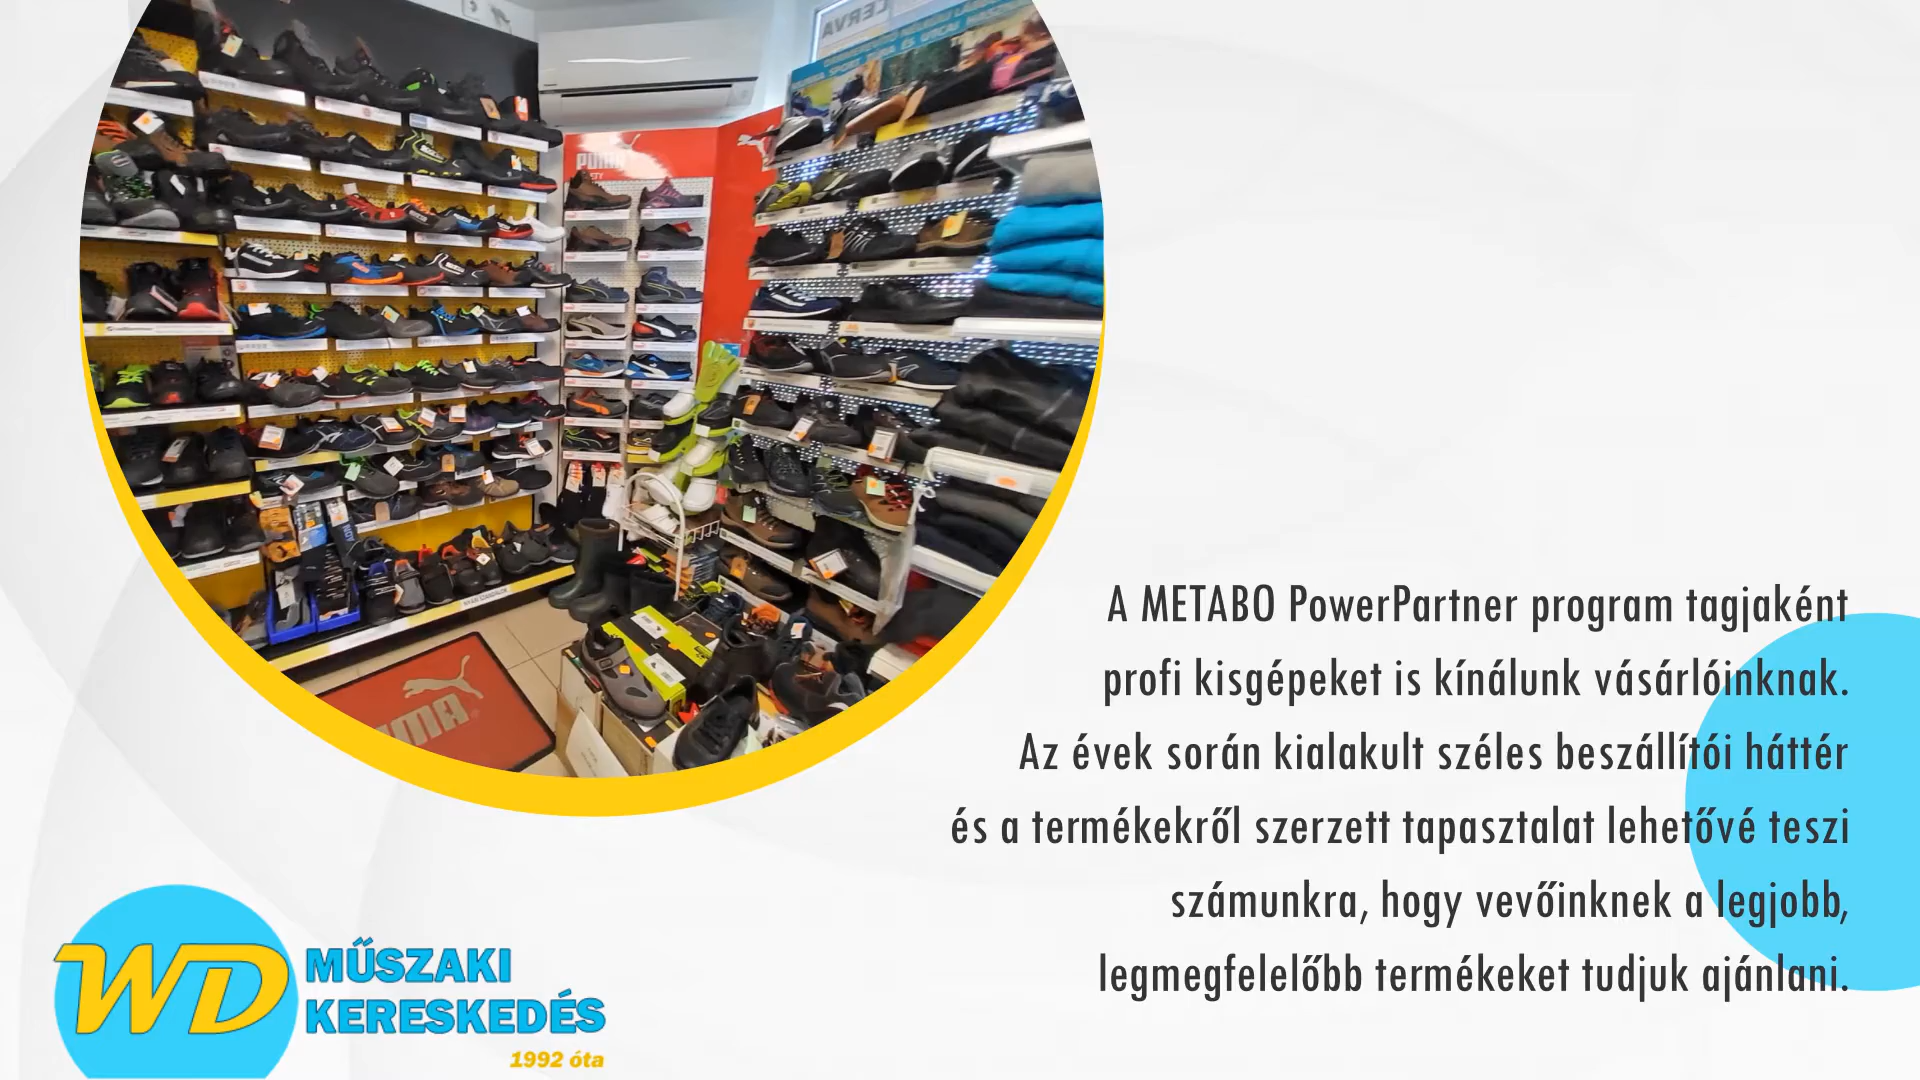 CERVA
PUMA
A METABO PowerPartner program tagjaként
profi kisgépeket is kínálunk vásárlóinknak.
Az évek során kialakult széles beszállítói háttér
és a termékekről szerzett tapasztalat lehetővé teszi
számunkra, hogy vevőinknek a legjobb,
legmegfelelőbb termékeket tudjuk ajánlani.
WD
MŰSZAKI
KERESKEDÉS
1992 óta